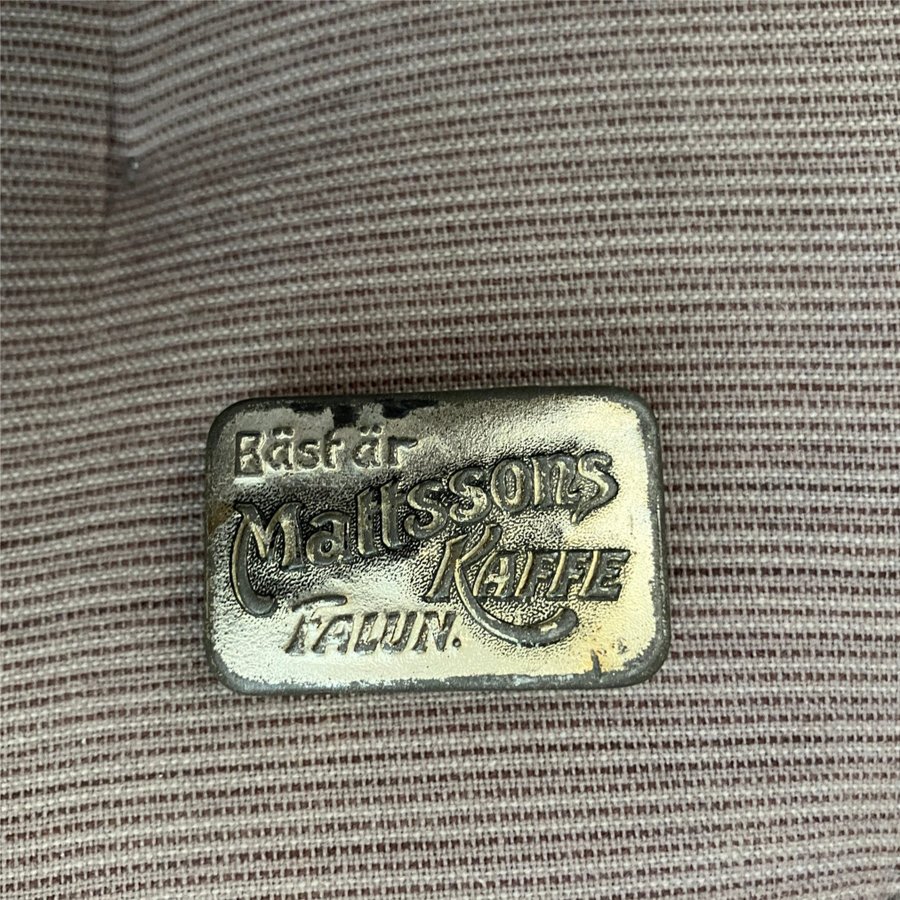 Bäst är
Mattssons
KAFFE
FALUN.